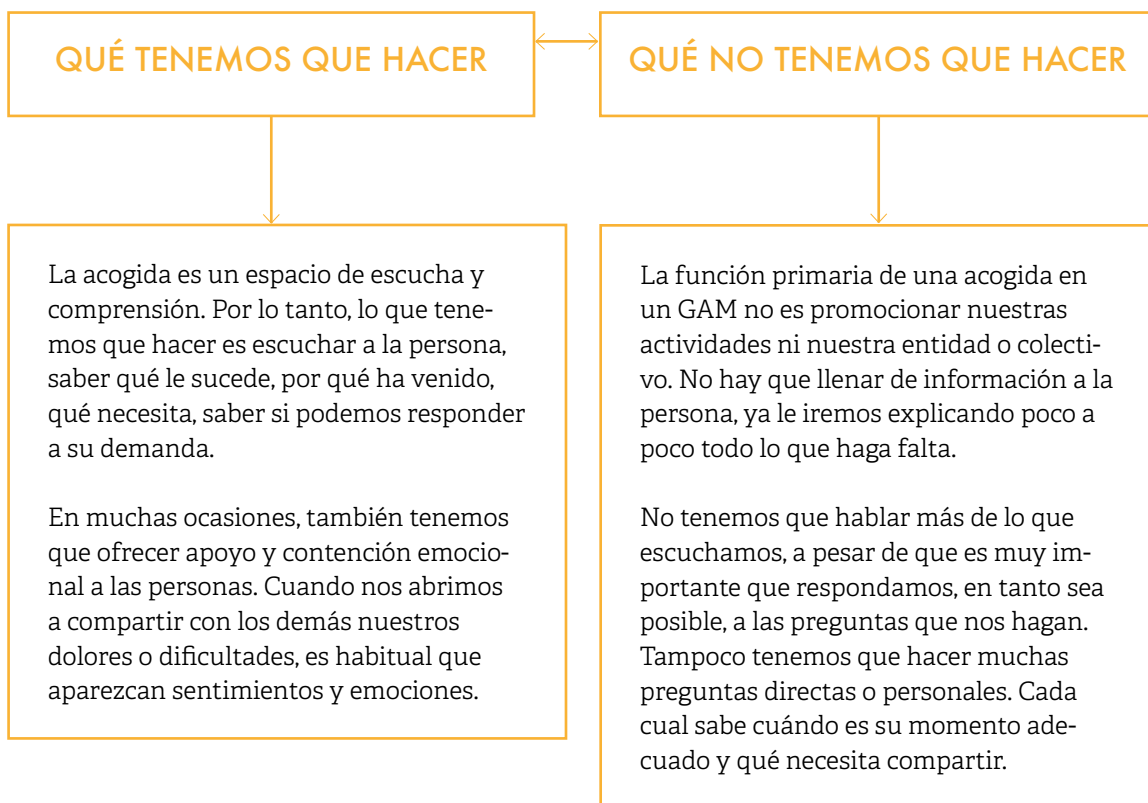 QUÉ TENEMOS QUE HACER
QUÉ NO TENEMOS QUE HACER
La acogida es un espacio de escucha y
comprensión. Por lo tanto, lo que tene-
mos que hacer es escuchar a la persona,
saber qué le sucede, por qué ha venido,
qué necesita, saber si podemos responder
a su demanda.
En muchas ocasiones, también tenemos
que ofrecer apoyo y contención emocio-
nal a las personas. Cuando nos abrimos
a compartir con los demás nuestros
dolores o dificultades, es habitual que
aparezcan sentimientos y emociones.
La función primaria de una acogida en
un GAM no es promocionar nuestras
actividades ni nuestra entidad o colecti-
vo. No hay que llenar de información a la
persona, ya le iremos explicando poco a
poco todo lo que haga falta.
No tenemos que hablar más de lo que
escuchamos, a pesar de que es muy im-
portante que respondamos, en tanto sea
posible, a las preguntas que nos hagan.
Tampoco tenemos que hacer muchas
preguntas directas o personales. Cada
cual sabe cuándo es su momento ade-
cuado y qué necesita compartir.